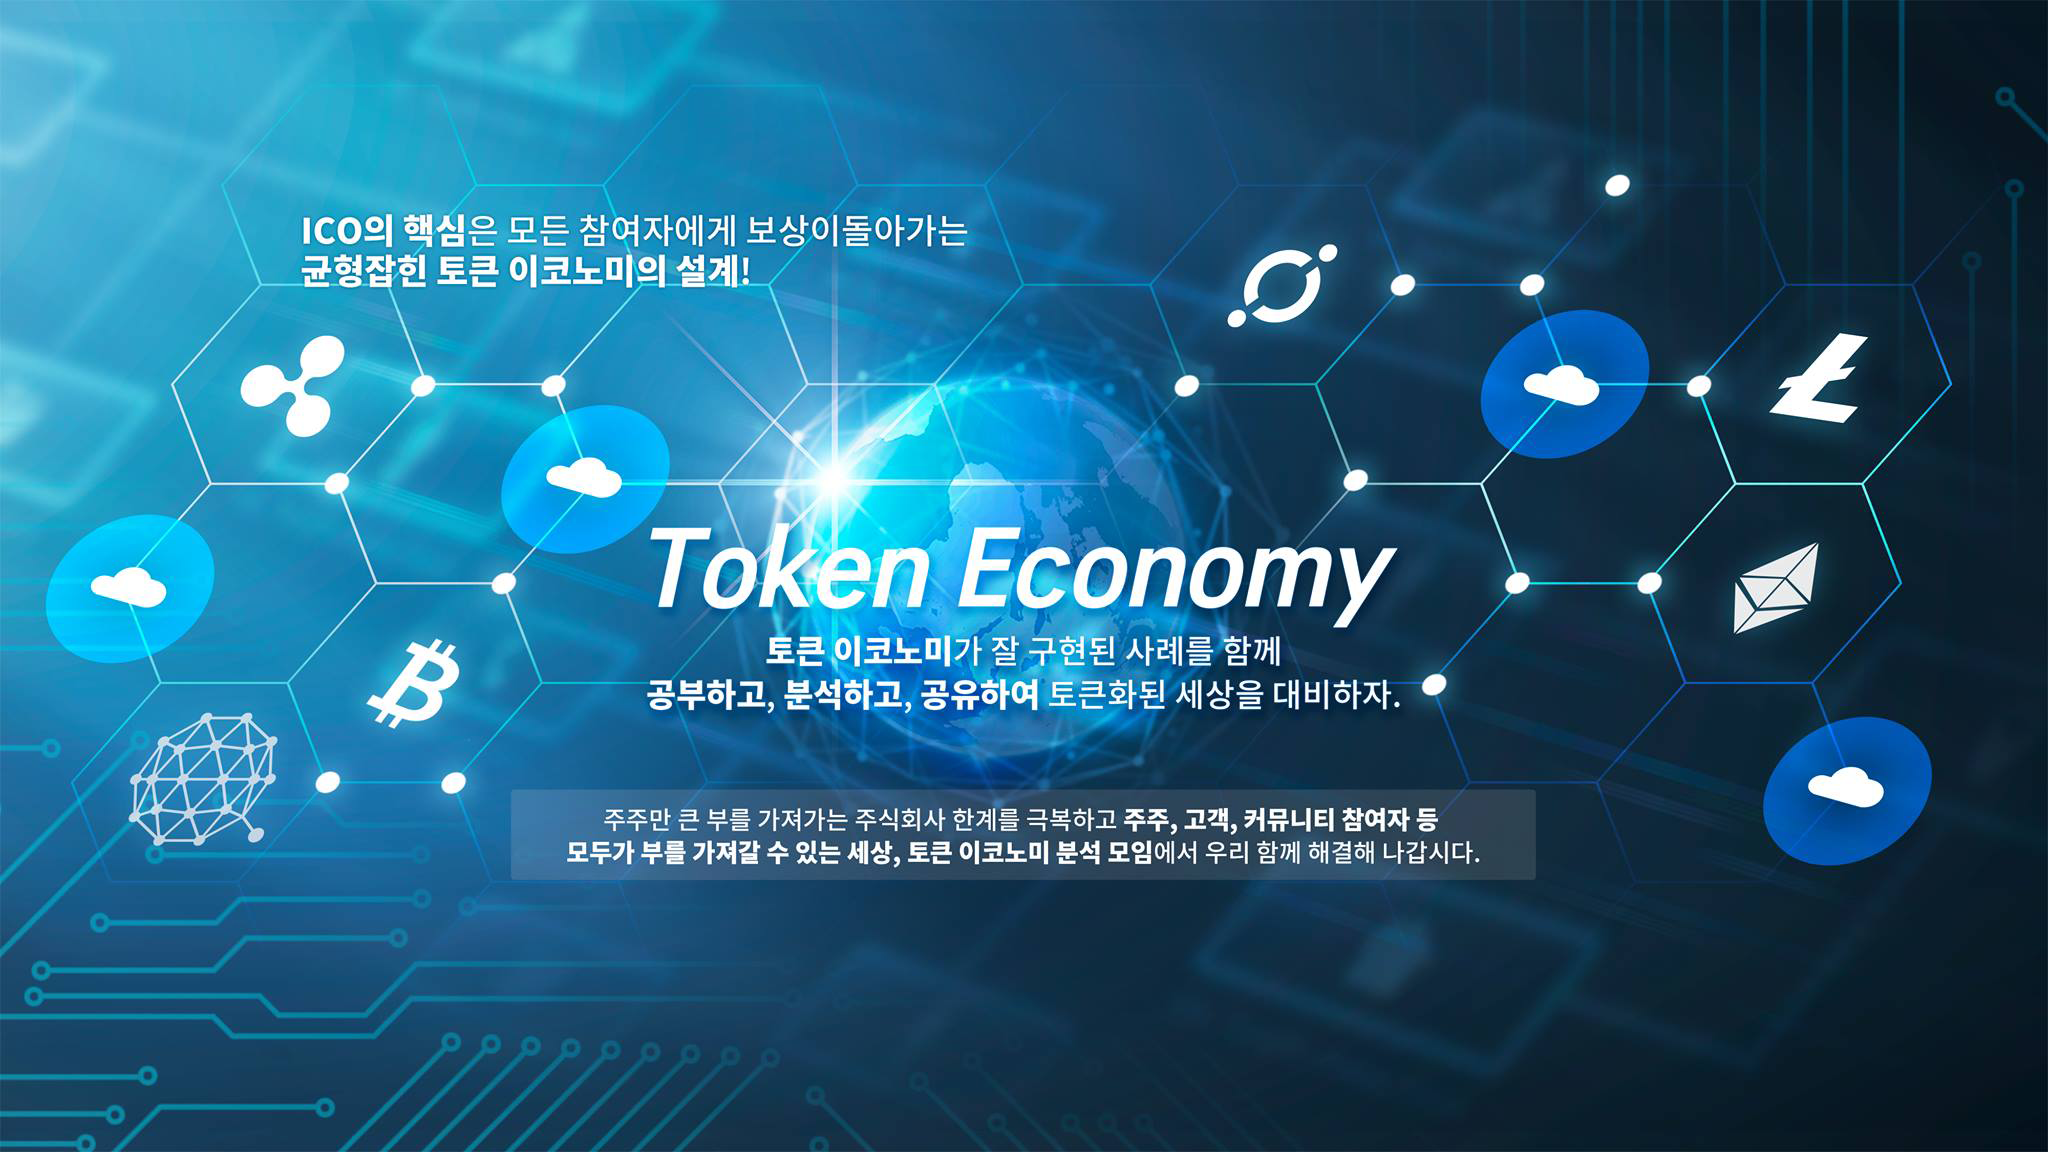 ICO의 핵심은 모든 참여자에게 보상이돌아가는
균형잡힌 토큰 이코노미의 설계!
Token Economy
토큰 이코노미가 잘 구현된 사례를 함께
공부하고, 분석하고, 공유하여 토큰화된 세상을 대비하자.
주주만 큰 부를 가져가는 주식회사 한계를 극복하고 주주, 고객, 커뮤니티 참여자 등
모두가 부를 가져갈 수 있는 세상, 토큰 이코노미 분석 모임에서 우리 함께 해결해 나갑시다.